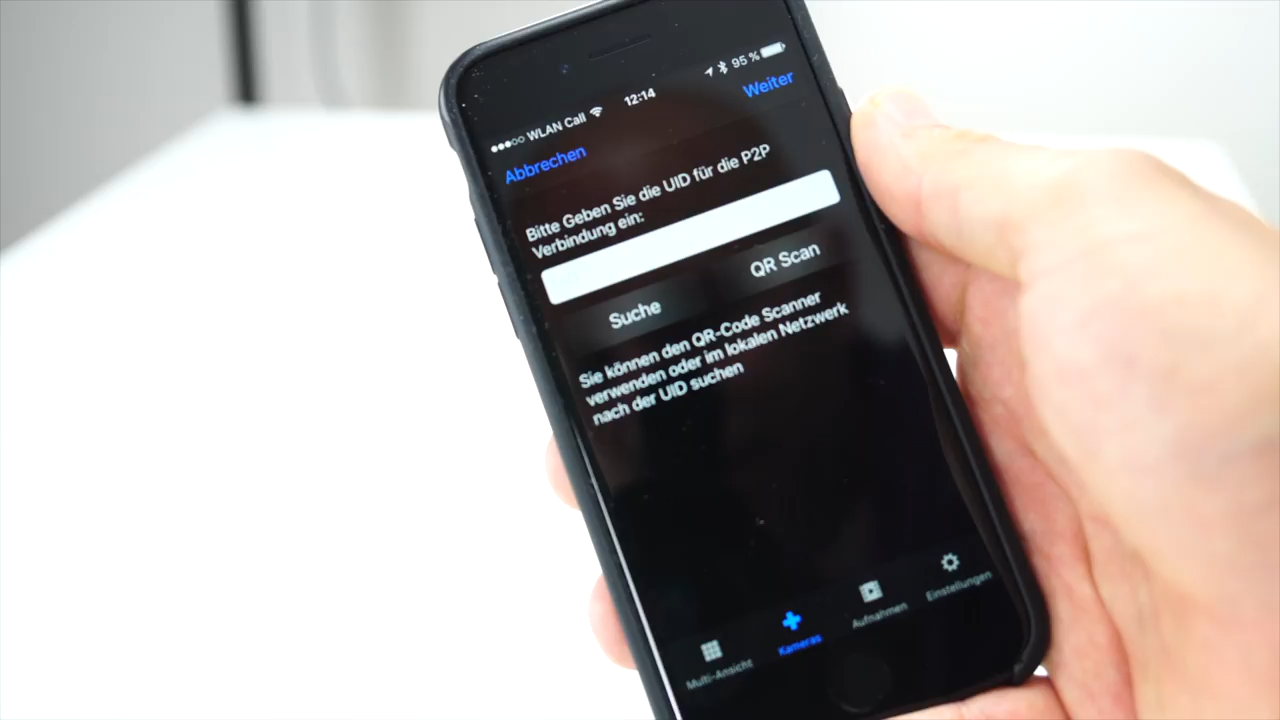 ●●●○○ WLAN Call 12:14 95 %
Abbrechen Weiter
Bitte Geben Sie die UID für die P2P
Verbindung ein:
Suche QR Scan
Sie können den QR-Code Scanner
verwenden oder im lokalen Netzwerk
nach der UID suchen
Multi-Ansicht Kameras Aufnahmen Einstellungen